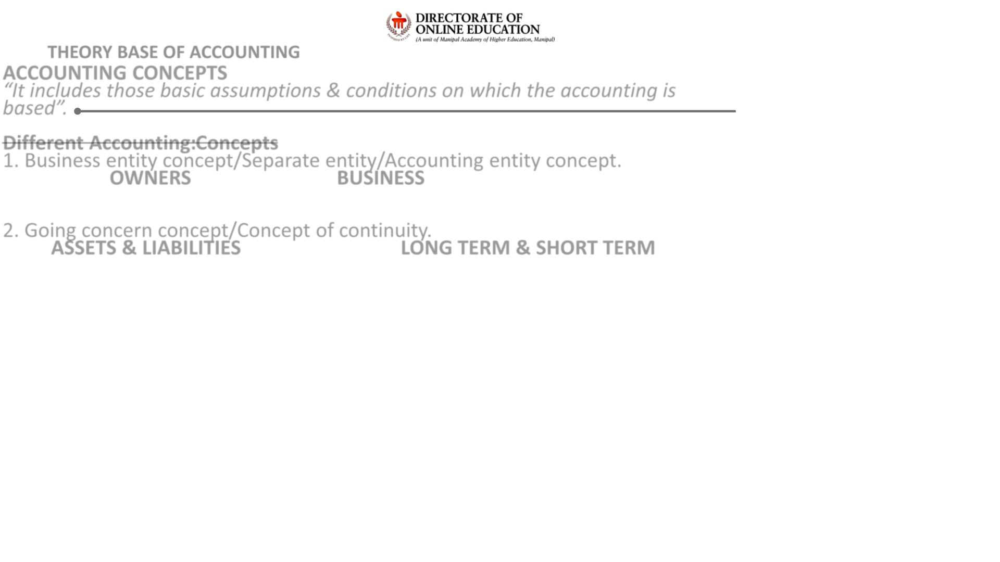 DIRECTORATE OF
ONLINE EDUCATION
(A unit of Manipal Academy of Higher Education, Manipal)
INSPIRED BY LIFE
THEORY BASE OF ACCOUNTING
ACCOUNTING CONCEPTS
“It includes those basic assumptions & conditions on which the accounting is
based”.
Different Accounting:Concepts
1. Business entity concept/Separate entity/Accounting entity concept.
OWNERS BUSINESS
2. Going concern concept/Concept of continuity.
ASSETS & LIABILITIES LONG TERM & SHORT TERM